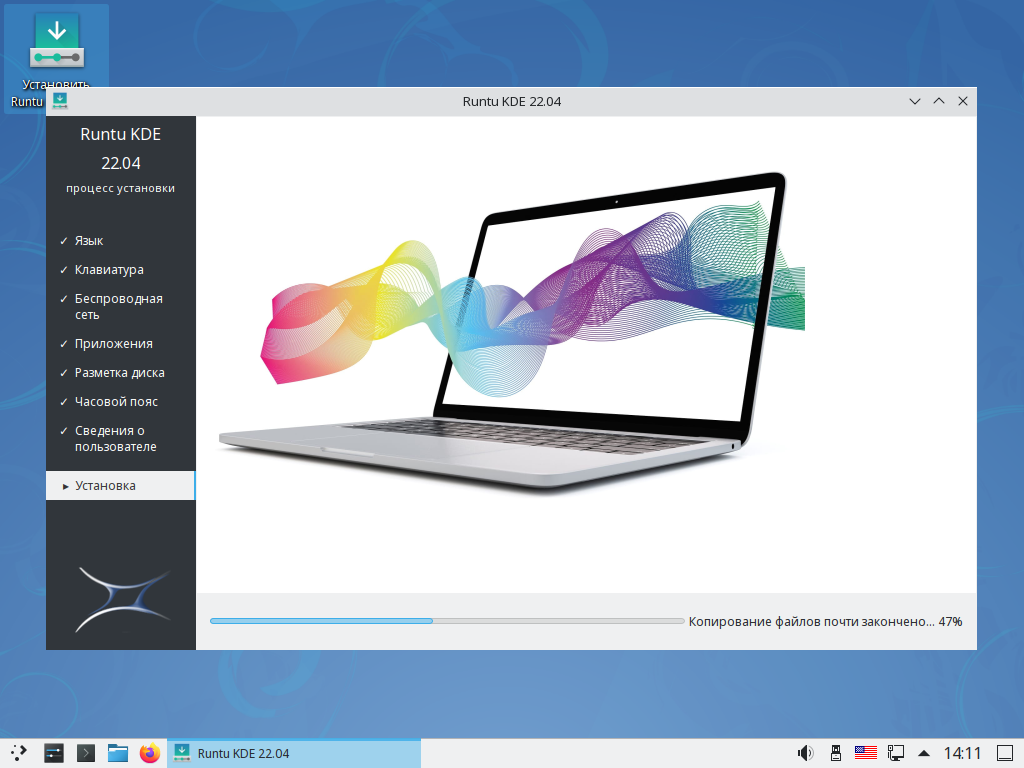 Установить
Runtu
Runtu KDE 22.04
Runtu KDE
22.04
процесс установки
✓ Язык
✓ Клавиатура
✓ Беспроводная
сеть
✓ Приложения
✓ Разметка диска
✓ Часовой пояс
✓ Сведения о
пользователе
▸ Установка
Копирование файлов почти закончено... 47%
Runtu KDE 22.04
14:11